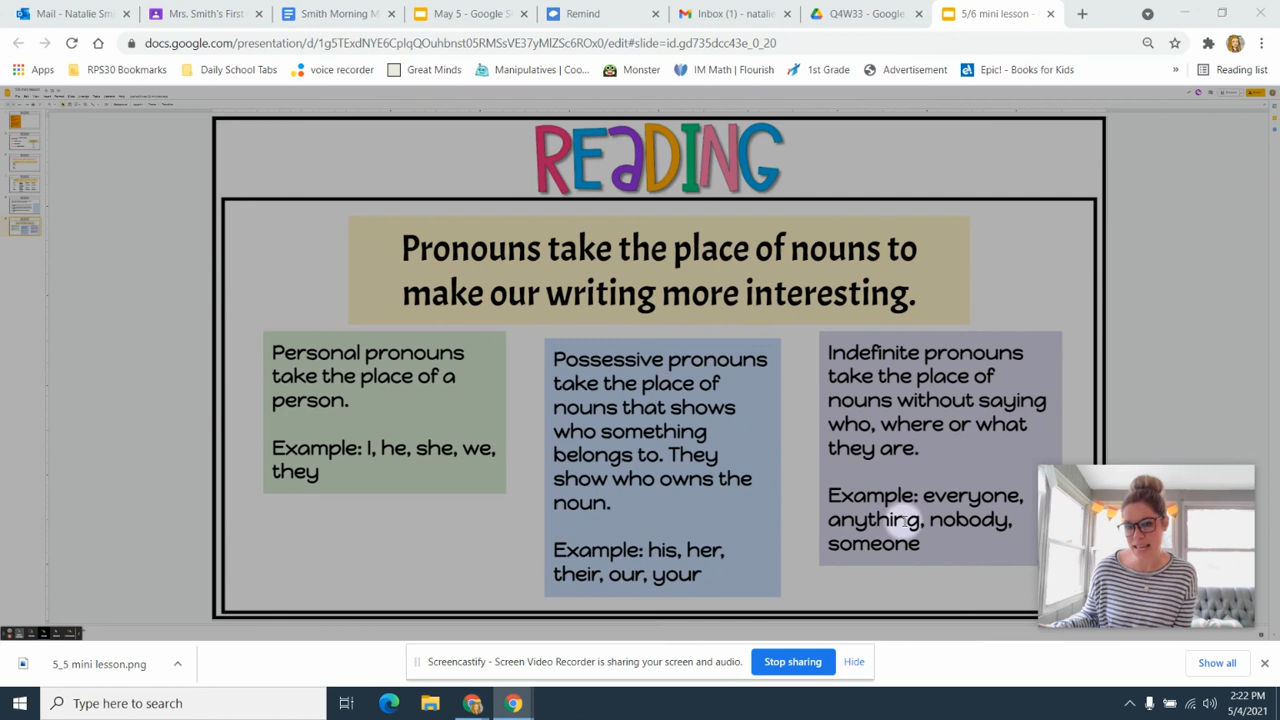 Mail - Natalie Smi
Mrs. Smith's First
Smith Morning M
May 5 - Google S
Remind
Inbox (1) - natalie
Q4W33 - Google
5/6 mini lesson -
docs.google.com/presentation/d/1g5TExdNYE6CplqQOuhbnst05RMSsVE37yMlZSc6ROx0/edit#slide=id.gd735dcc43e_0_20
Apps
RPS30 Bookmarks
Daily School Tabs
voice recorder
Great Minds
Manipulatives | Coo...
Monster
IM Math | Flourish
1st Grade
Advertisement
Epic! - Books for Kids
»
Reading list
READING
Pronouns take the place of nouns to
make our writing more interesting.
Personal pronouns
take the place of a
person.
Example: I, he, she, we,
they
Possessive pronouns
take the place of
nouns that shows
who something
belongs to. They
show who owns the
noun.
Example: his, her,
their, our, your
Indefinite pronouns
take the place of
nouns without saying
who, where or what
they are.
Example: everyone,
anything, nobody,
someone
5_5 mini lesson.png
Screencastify - Screen Video Recorder is sharing your screen and audio.
Stop sharing
Hide
Show all
Type here to search
2:22 PM
5/4/2021